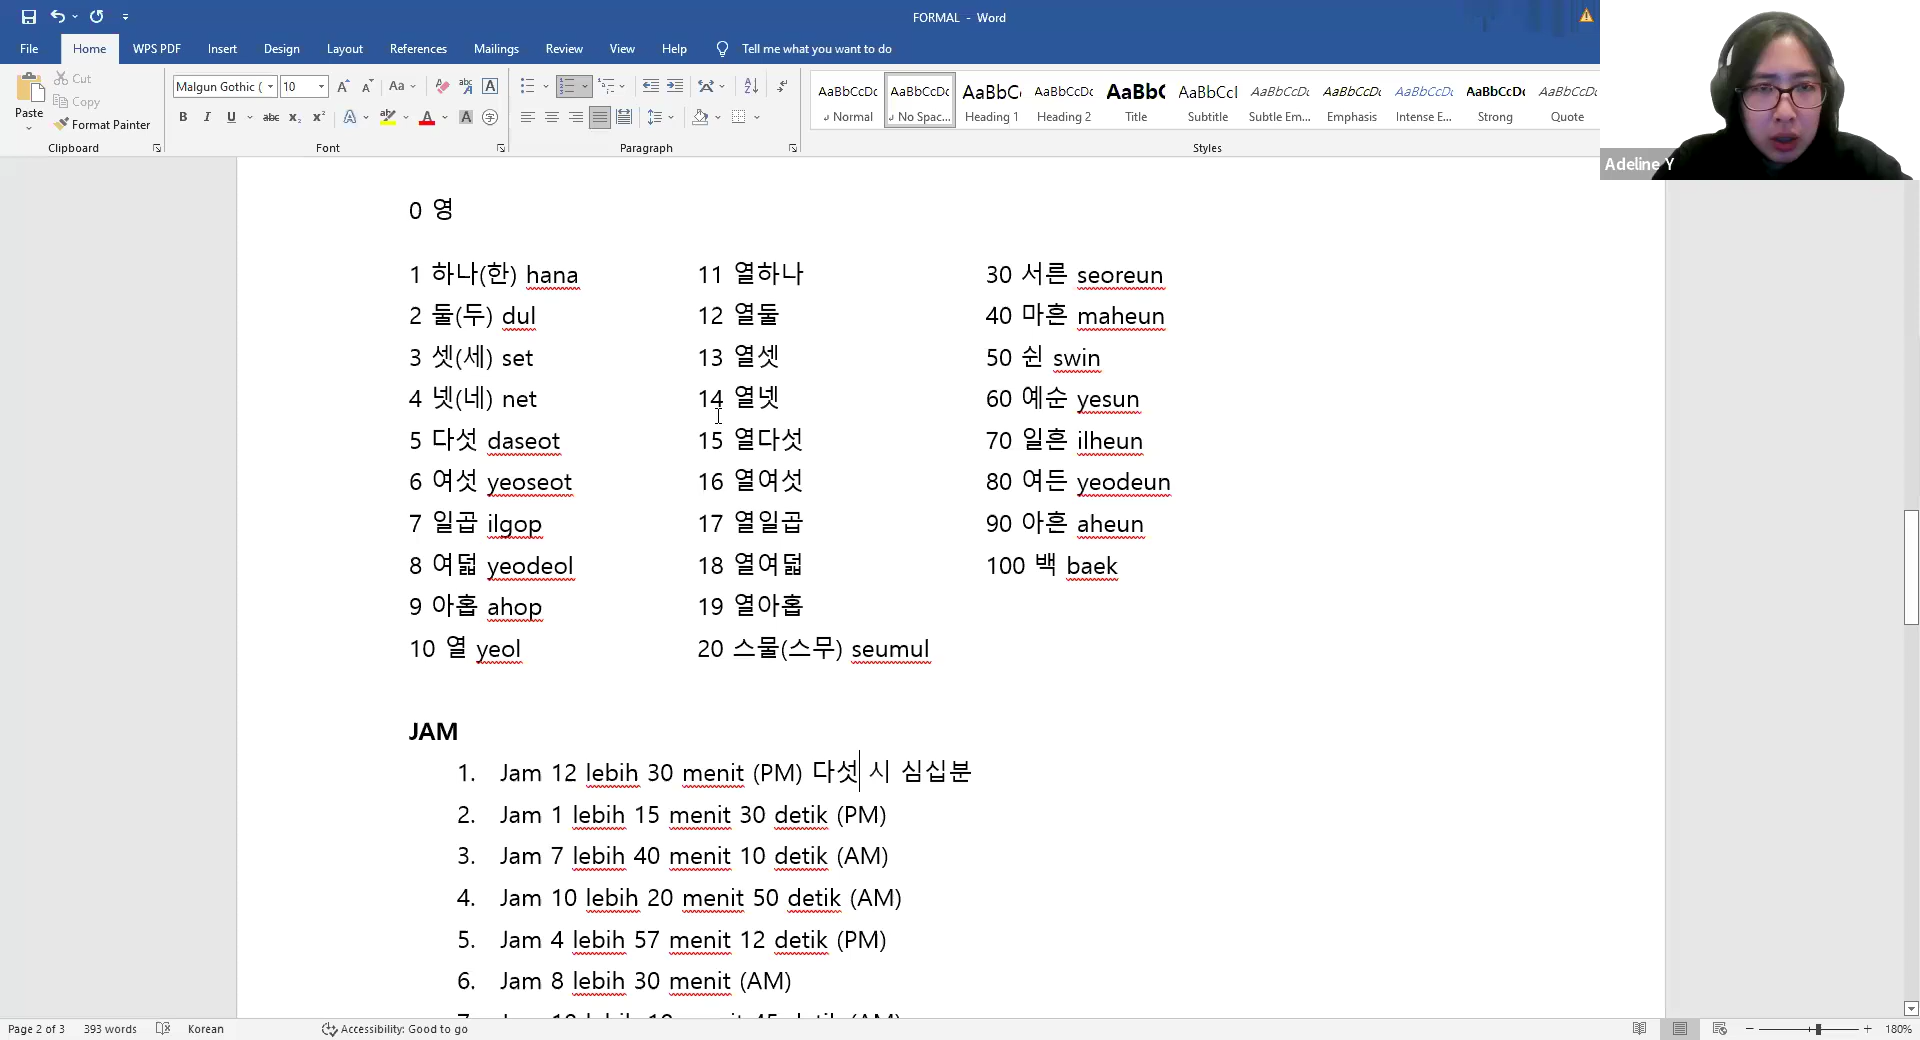 FORMAL - Word
File Home WPS PDF Insert Design Layout References Mailings Review View Help Tell me what you want to do
Paste
Cut
Copy
Format Painter
Clipboard
Malgun Gothic ( 10
Font
Paragraph
AaBbCcDc AaBbCcDc AaBbC AaBbCcDc AaBbC AaBbCcI AaBbCcDc AaBbCcDc AaBbCcDc AaBbCcDc AaBbCcDc
Normal No Spac... Heading 1 Heading 2 Title Subtitle Subtle Em... Emphasis Intense E... Strong Quote
Styles
Adeline Y
0 영
1 하나(한) hana
2 둘(두) dul
3 셋(세) set
4 넷(네) net
5 다섯 daseot
6 여섯 yeoseot
7 일곱 ilgop
8 여덟 yeodeol
9 아홉 ahop
10 열 yeol
11 열하나
12 열둘
13 열셋
14 열넷
15 열다섯
16 열여섯
17 열일곱
18 열여덟
19 열아홉
20 스물(스무) seumul
30 서른 seoreun
40 마흔 maheun
50 쉰 swin
60 예순 yesun
70 일흔 ilheun
80 여든 yeodeun
90 아흔 aheun
100 백 baek
JAM
1. Jam 12 lebih 30 menit (PM) 다섯 시 심십분
2. Jam 1 lebih 15 menit 30 detik (PM)
3. Jam 7 lebih 40 menit 10 detik (AM)
4. Jam 10 lebih 20 menit 50 detik (AM)
5. Jam 4 lebih 57 menit 12 detik (PM)
6. Jam 8 lebih 30 menit (AM)
Page 2 of 3 393 words Korean Accessibility: Good to go 180%